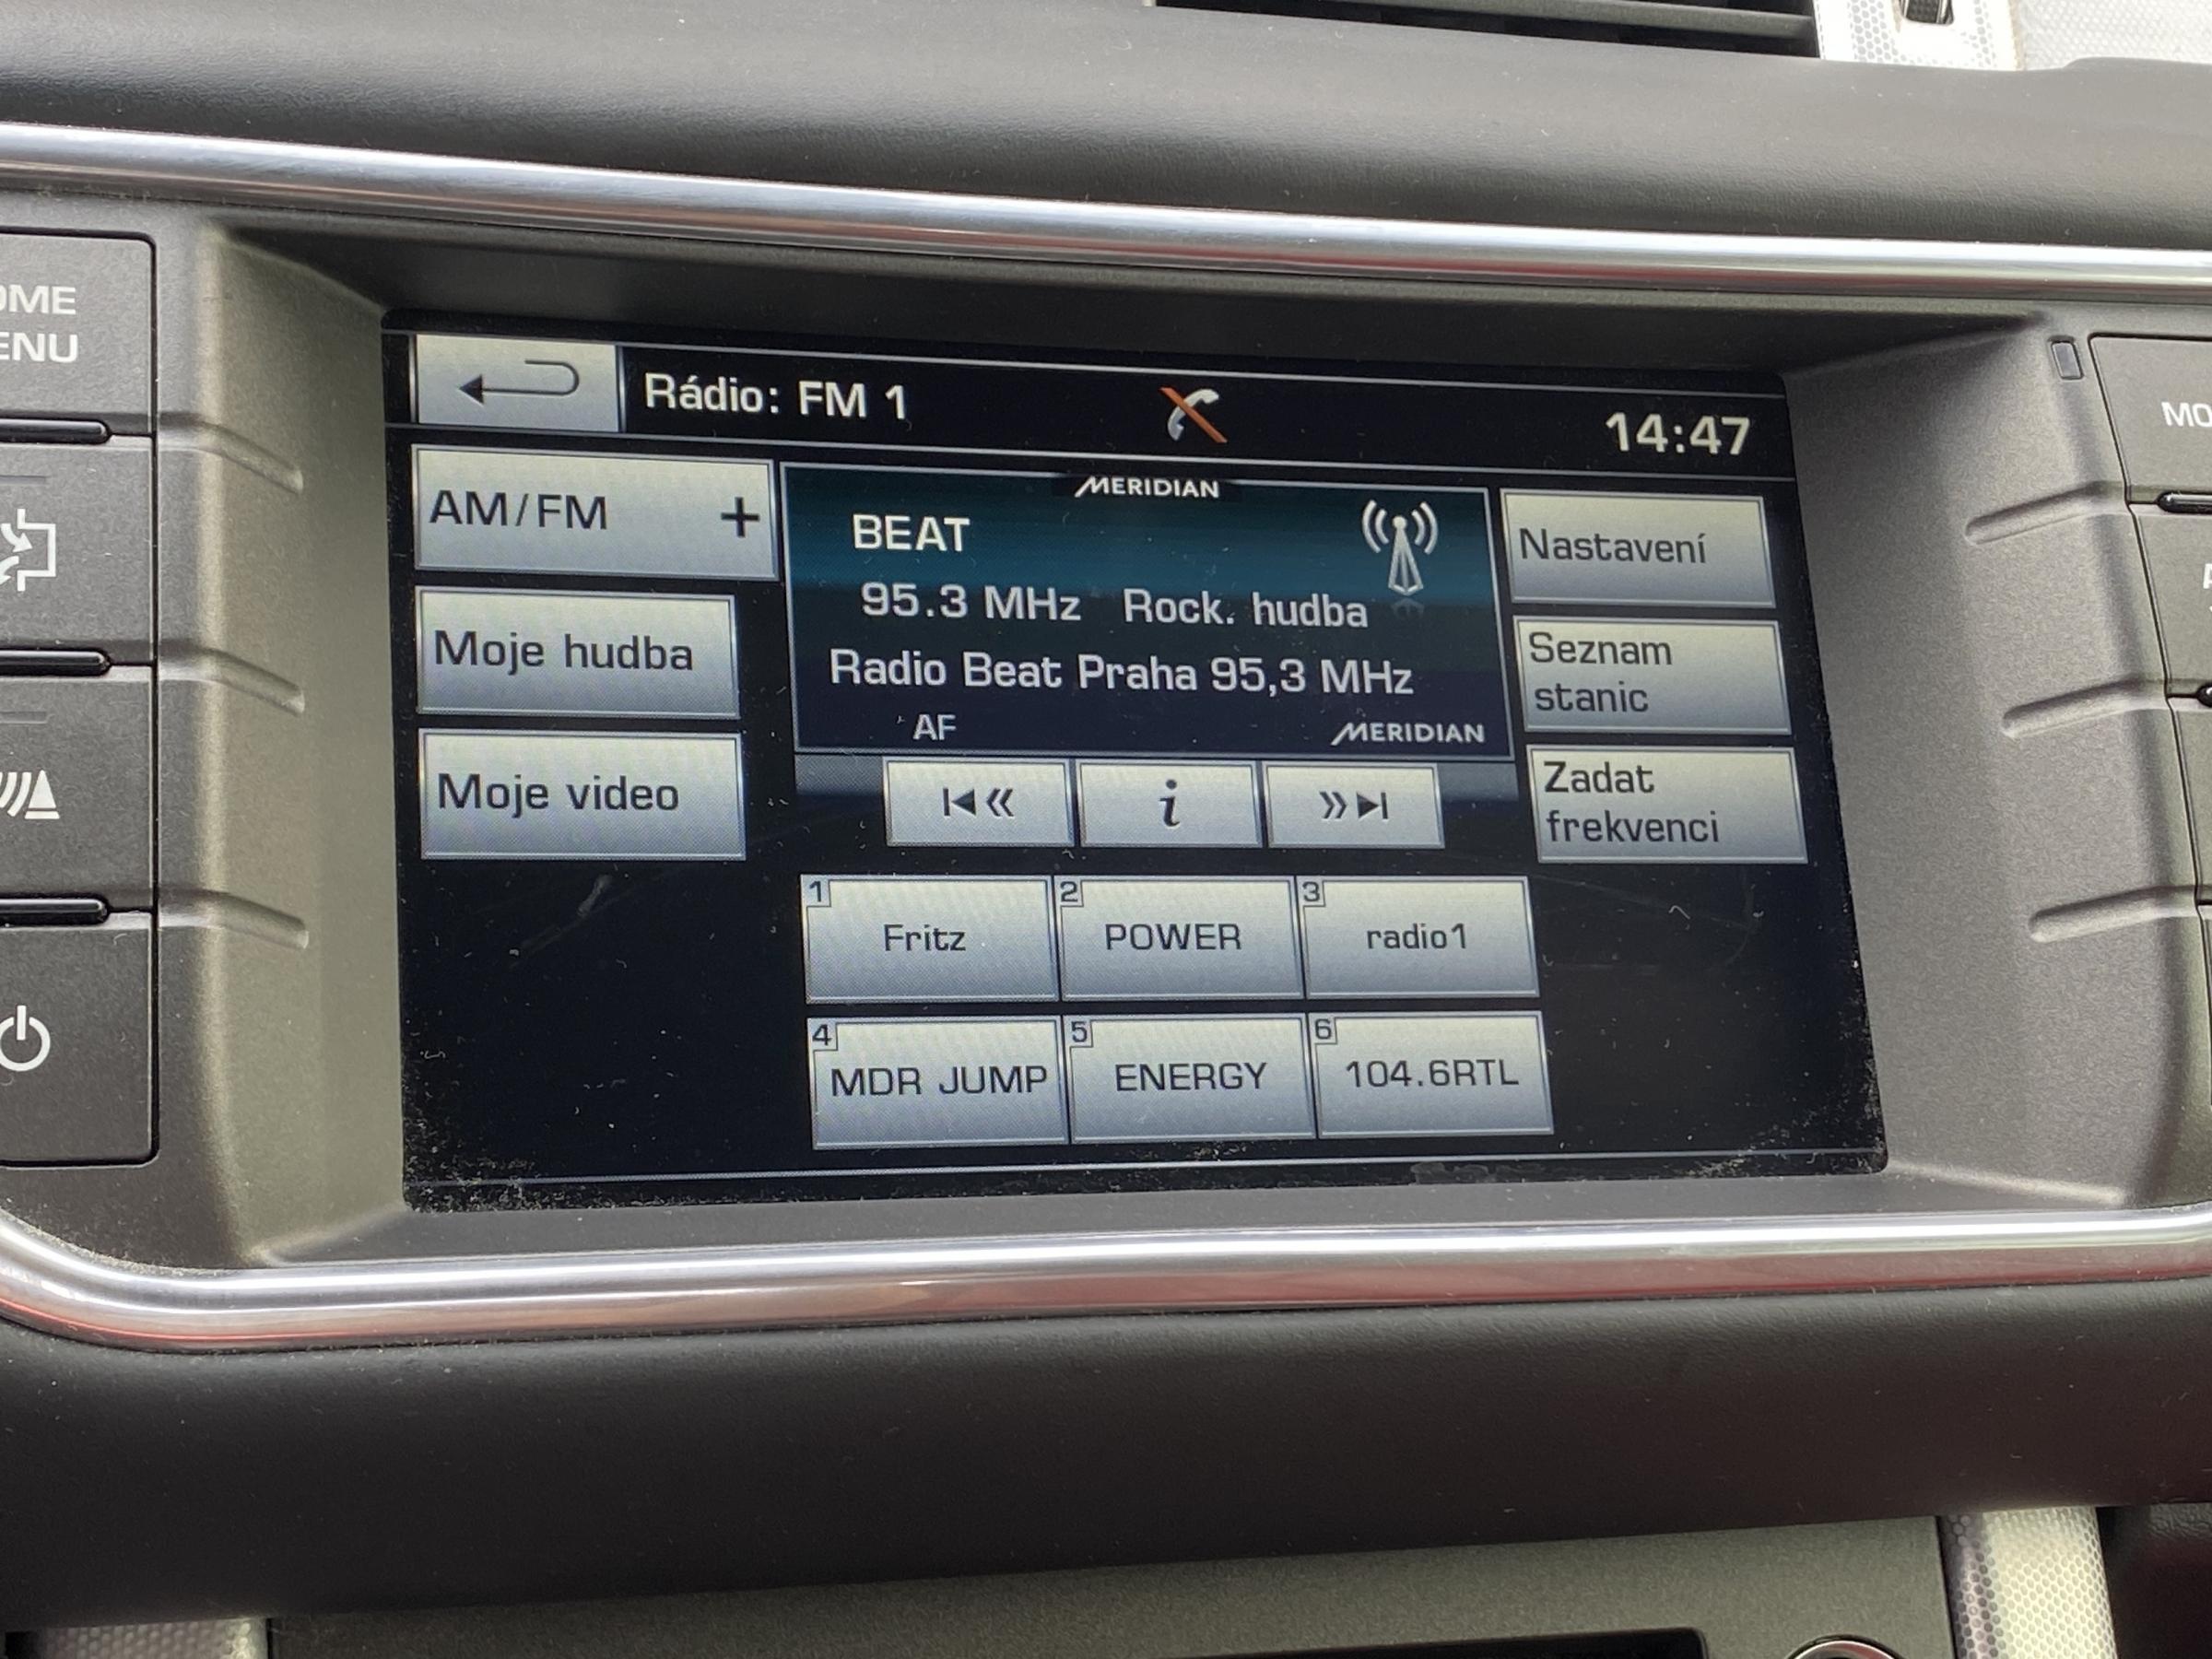 OME
ENU
MO
Rádio: FM 1
14:47
AM/FM +
Moje hudba
Moje video
MERIDIAN
BEAT
95.3 MHz Rock. hudba
Radio Beat Praha 95,3 MHz
AF
MERIDIAN
i
Nastavení
Seznam
stanic
Zadat
frekvenci
1
Fritz
2
POWER
3
radio1
4
MDR JUMP
5
ENERGY
6
104.6RTL